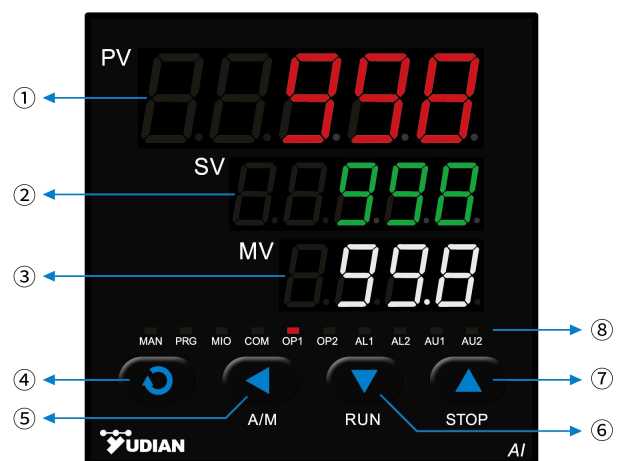 PV
① 998
SV
② 998
MV
③ 99.8
⑧
MAN PRG MIO COM OP1 OP2 AL1 AL2 AU1 AU2
④ ⑦
⑤ A/M RUN STOP ⑥
YUDIAN
AI